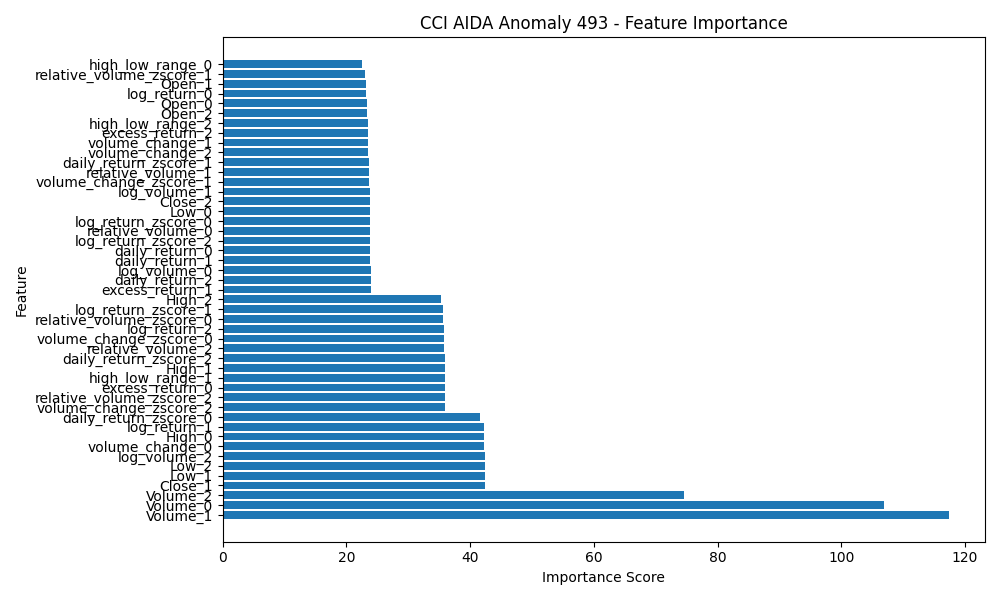 CCI AIDA Anomaly 493 - Feature Importance
high_low_range_0
relative_volume_zscore_1
Open_1
log_return_0
Open_0
Open_2
high_low_range_2
excess_return_2
volume_change_1
volume_change_2
daily_return_zscore_1
relative_volume_1
volume_change_zscore_1
log_volume_1
Close_2
Low_0
log_return_zscore_0
relative_volume_0
log_return_zscore_2
daily_return_0
daily_return_1
log_volume_0
daily_return_2
excess_return_1
High_2
log_return_zscore_1
relative_volume_zscore_0
log_return_2
volume_change_zscore_0
relative_volume_2
daily_return_zscore_2
High_1
high_low_range_1
excess_return_0
relative_volume_zscore_2
volume_change_zscore_2
daily_return_zscore_0
log_return_1
High_0
volume_change_0
log_volume_2
Low_2
Low_1
Close_1
Volume_2
Volume_0
Volume_1
Feature
0 20 40 60 80 100 120
Importance Score